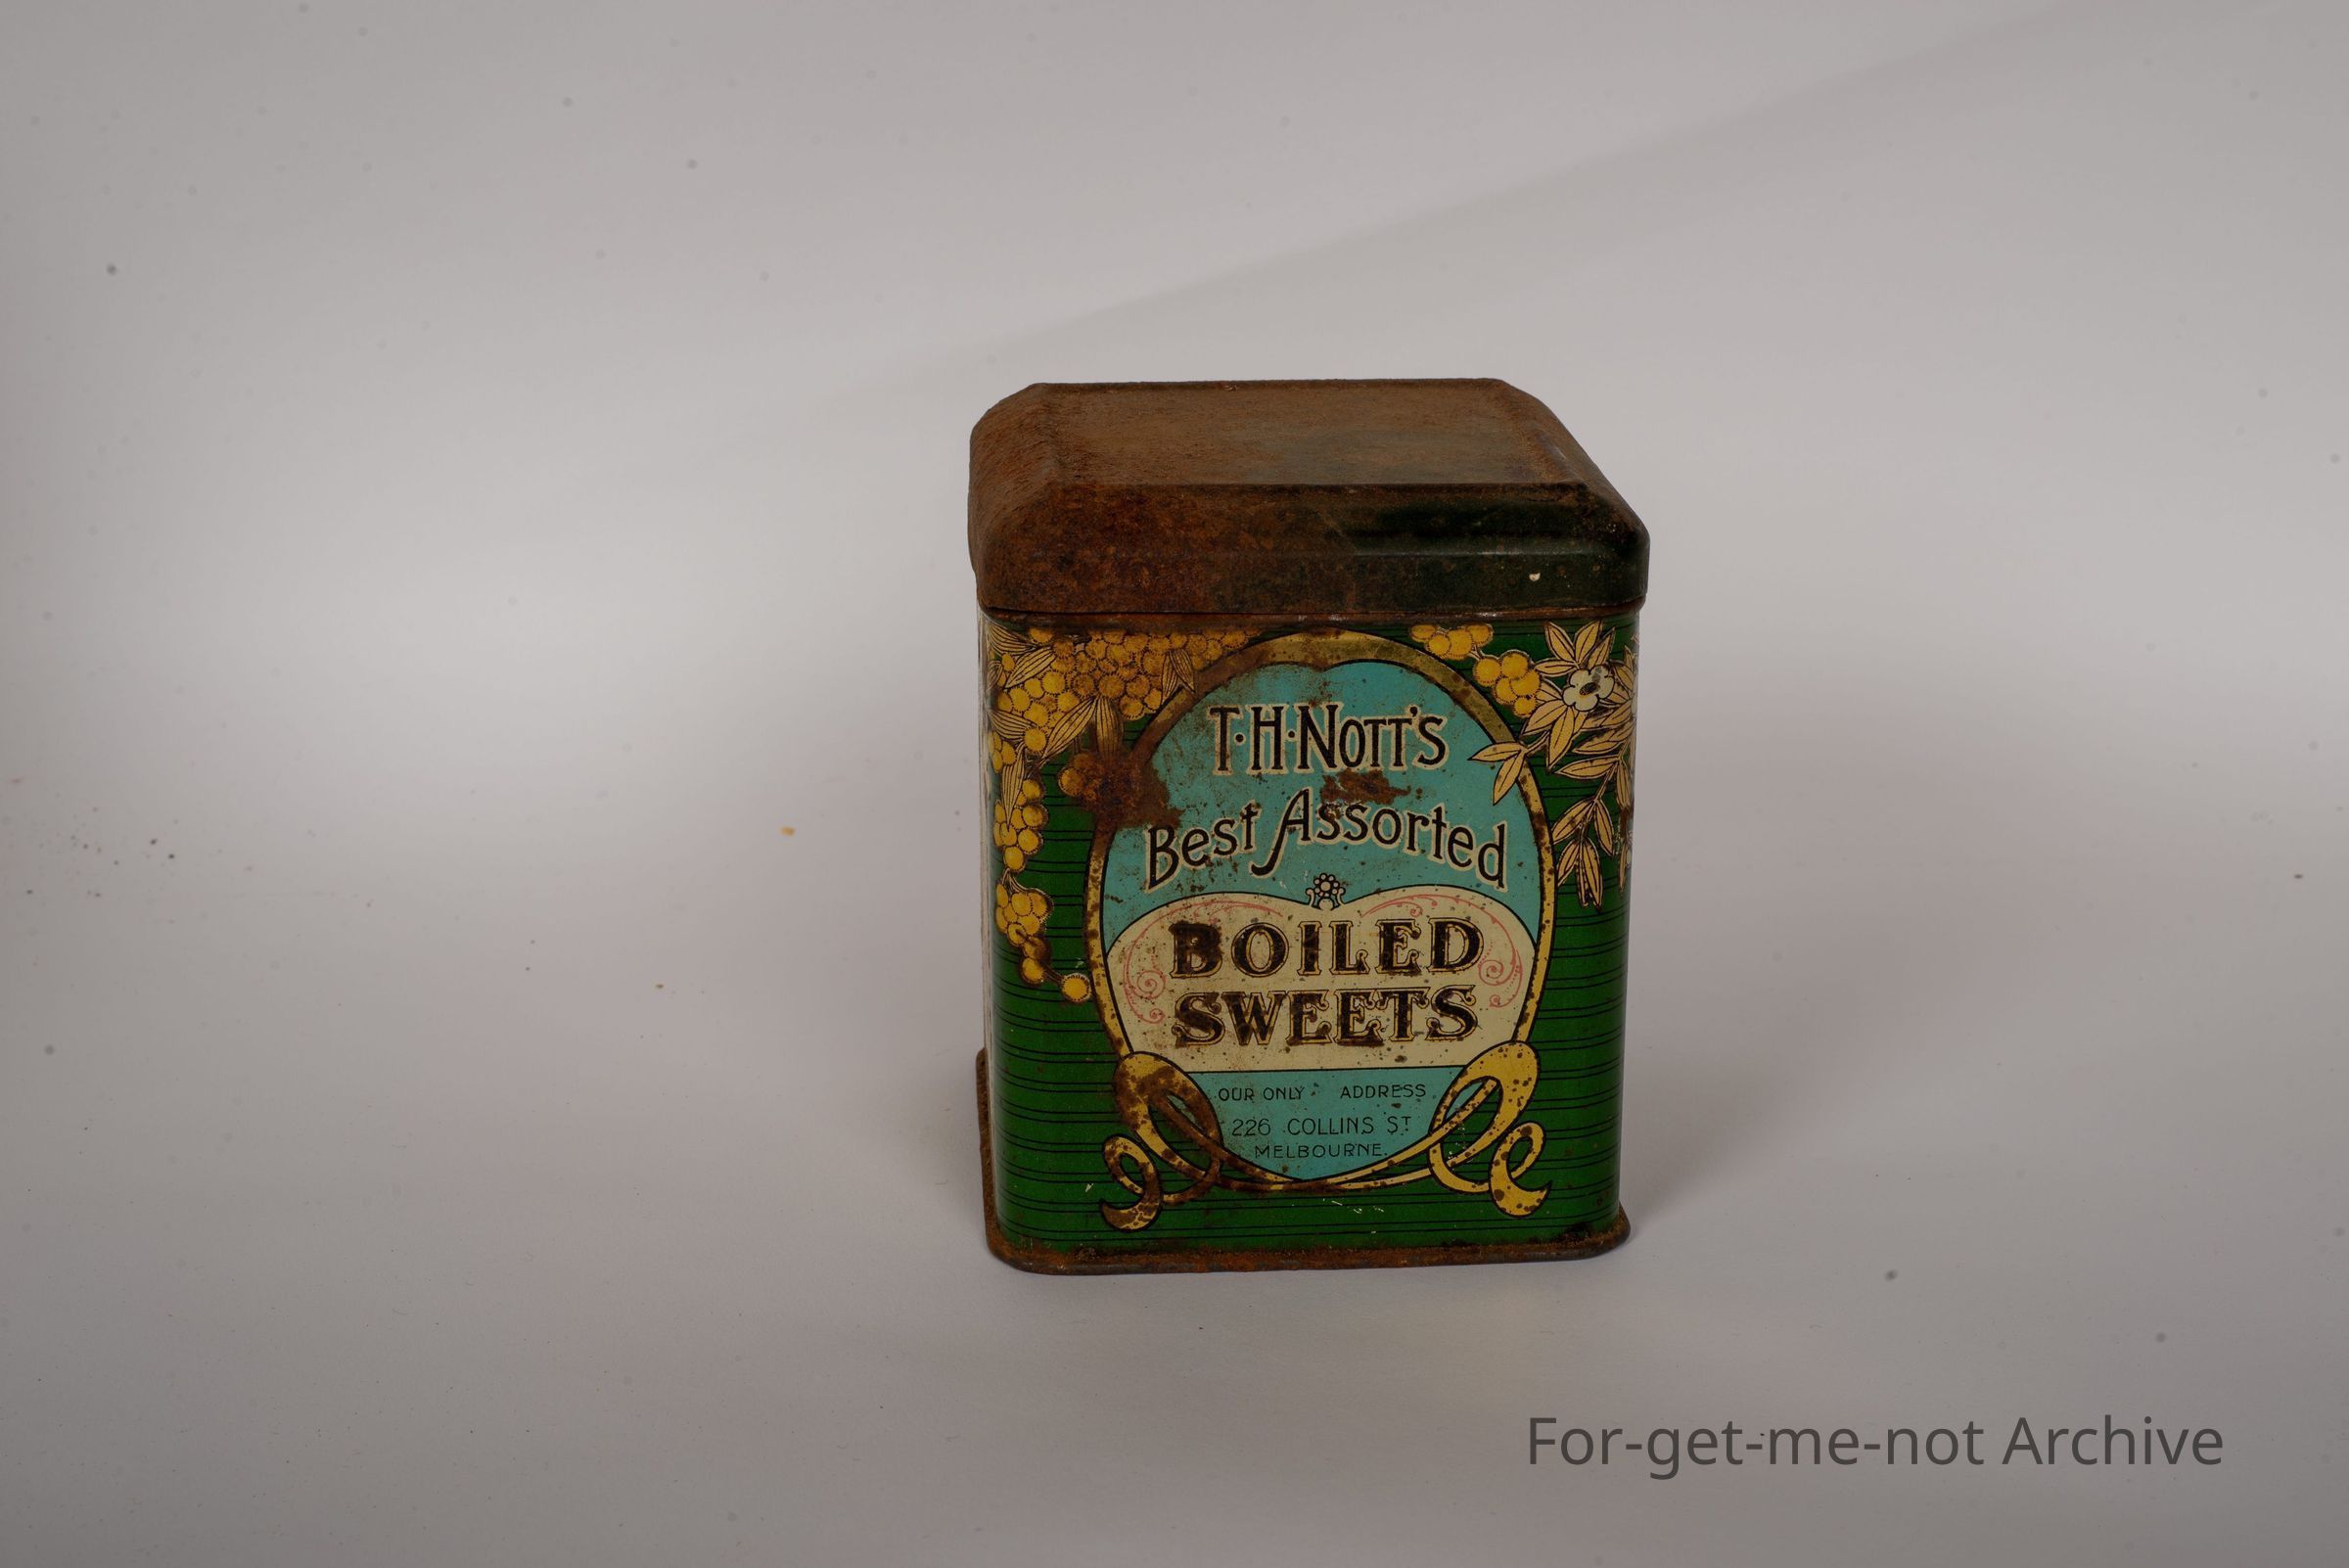 T·H·NOTT'S
Best Assorted
BOILED
SWEETS
OUR ONLY ADDRESS
226 COLLINS ST
MELBOURNE.
For-get-me-not Archive